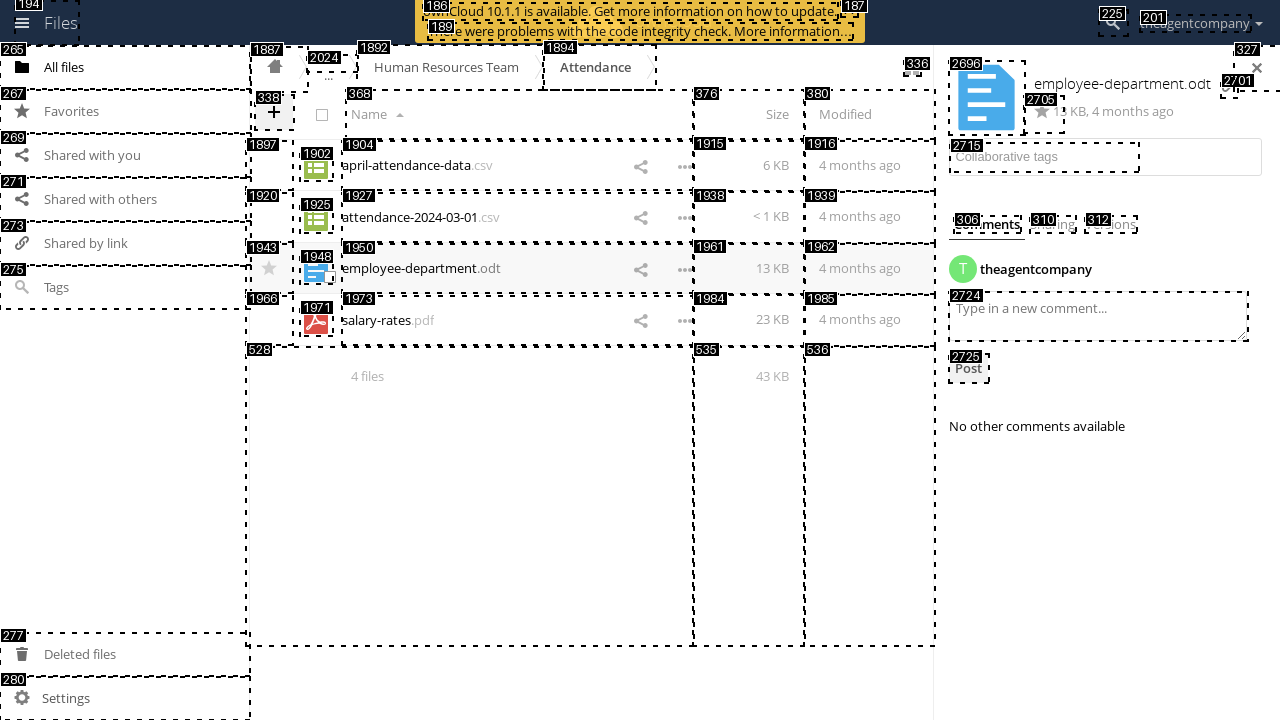 194
Files
186
ownCloud 10.1.1 is available. Get more information on how to update.
187
189
There were problems with the code integrity check. More information…
225
201
theagentcompany
265
All files
267
Favorites
269
Shared with you
271
Shared with others
273
Shared by link
275
Tags
277
Deleted files
280
Settings
1887
2024
...
1892
Human Resources Team
1894
Attendance
336
338
+
368
Name
376
Size
380
Modified
1897
1902
1904
april-attendance-data.csv
1915
6 KB
1916
4 months ago
1920
1925
1927
attendance-2024-03-01.csv
1938
< 1 KB
1939
4 months ago
1943
1948
1950
employee-department.odt
1961
13 KB
1962
4 months ago
1966
1971
1973
salary-rates.pdf
1984
23 KB
1985
4 months ago
528
4 files
535
43 KB
536
327
2696
employee-department.odt
2701
2705
13 KB, 4 months ago
2715
Collaborative tags
306
Comments
310
Sharing
312
Versions
T
theagentcompany
2724
Type in a new comment...
2725
Post
No other comments available